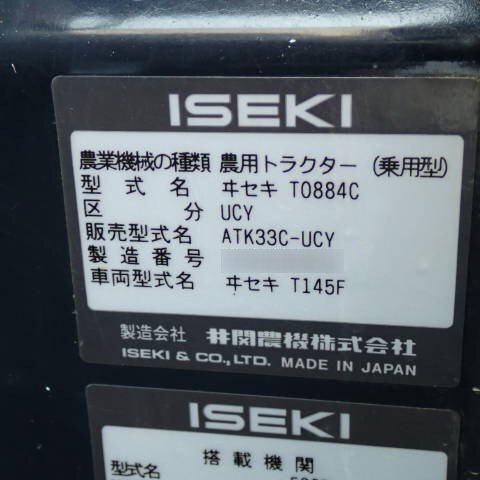 ISEKI
農業機械の種類 農用トラクター (乗用型)
型式名 ヰセキ T0884C
区分 UCY
販売型式名 ATK33C-UCY
製造番号
車両型式名 ヰセキ T145F
製造会社 井関農機株式会社
ISEKI & CO., LTD. MADE IN JAPAN
ISEKI
搭載機関
型式名